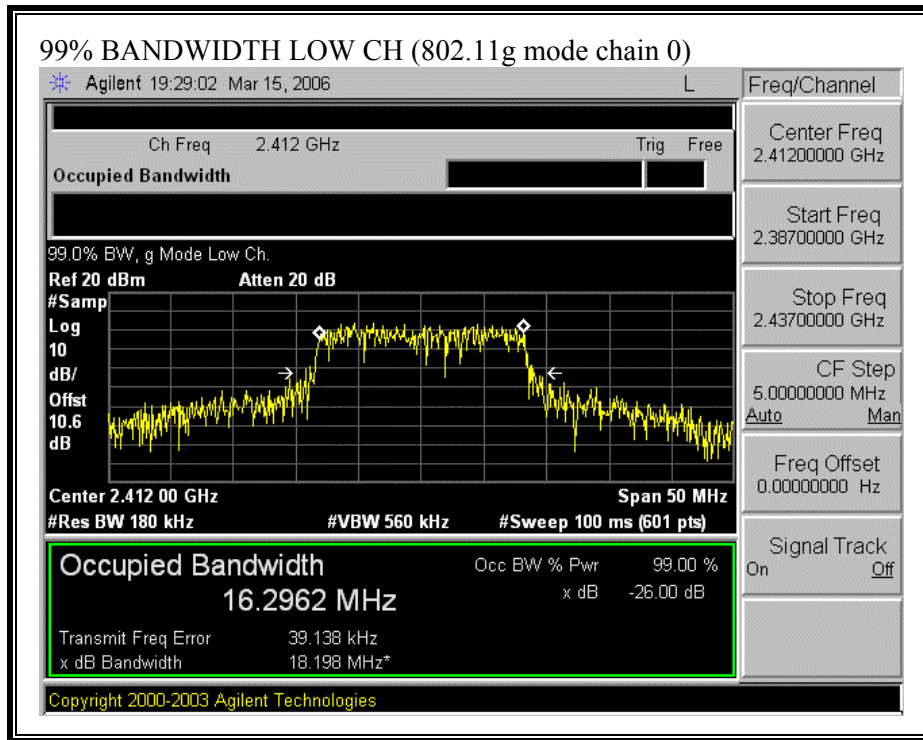 99% BANDWIDTH LOW CH (802.11g mode chain 0)
Agilent 19:29:02 Mar 15, 2006 L
Freq/Channel
Ch Freq 2.412 GHz Trig Free
Occupied Bandwidth
Center Freq
2.41200000 GHz
Start Freq
2.38700000 GHz
99.0% BW, g Mode Low Ch.
Ref 20 dBm Atten 20 dB
#Samp
Log
10
dB/
Offst
10.6
dB
Stop Freq
2.43700000 GHz
CF Step
5.00000000 MHz
Auto Man
Freq Offset
0.00000000 Hz
Center 2.412 00 GHz Span 50 MHz
#Res BW 180 kHz #VBW 560 kHz #Sweep 100 ms (601 pts)
Signal Track
On Off
Occupied Bandwidth
16.2962 MHz
Occ BW % Pwr 99.00 %
x dB -26.00 dB
Transmit Freq Error 39.138 kHz
x dB Bandwidth 18.198 MHz*
Copyright 2000-2003 Agilent Technologies